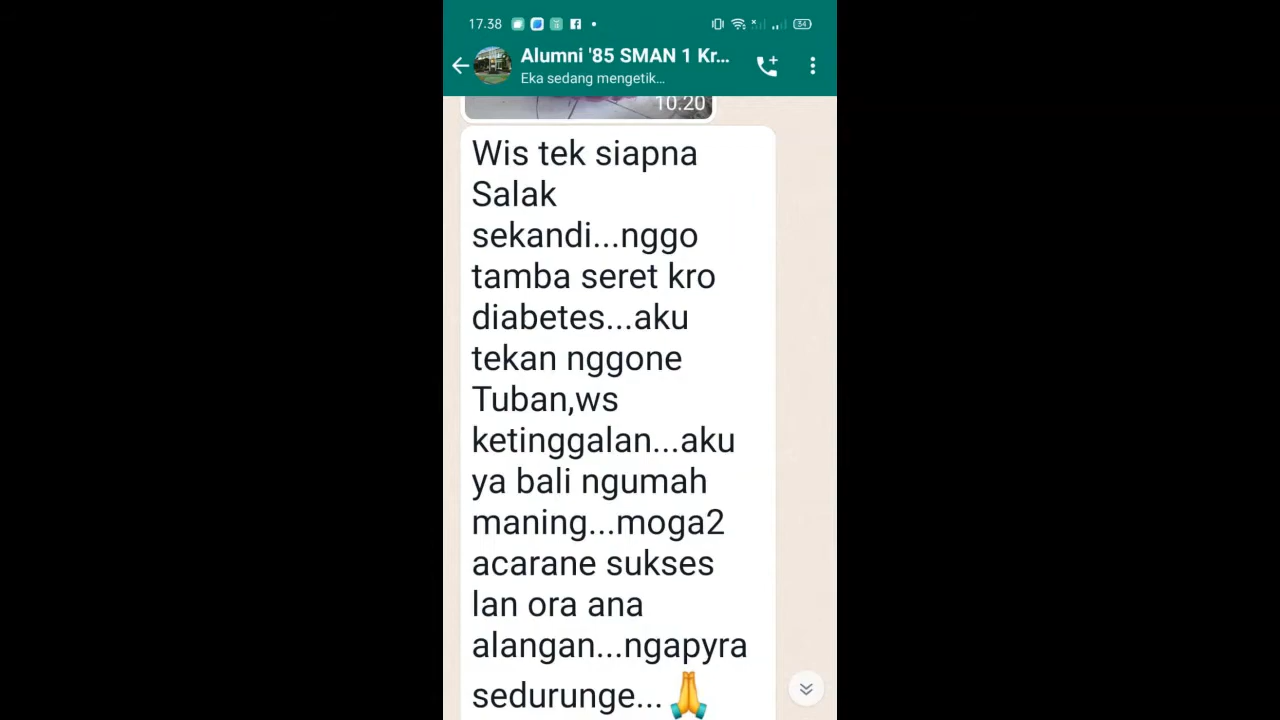 17.38
54
Alumni '85 SMAN 1 Kr...
Eka sedang mengetik...
10.20
Wis tek siapna
Salak
sekandi...nggo
tamba seret kro
diabetes...aku
tekan nggone
Tuban,ws
ketinggalan...aku
ya bali ngumah
maning...moga2
acarane sukses
lan ora ana
alangan...ngapyra
sedurunge...🙏